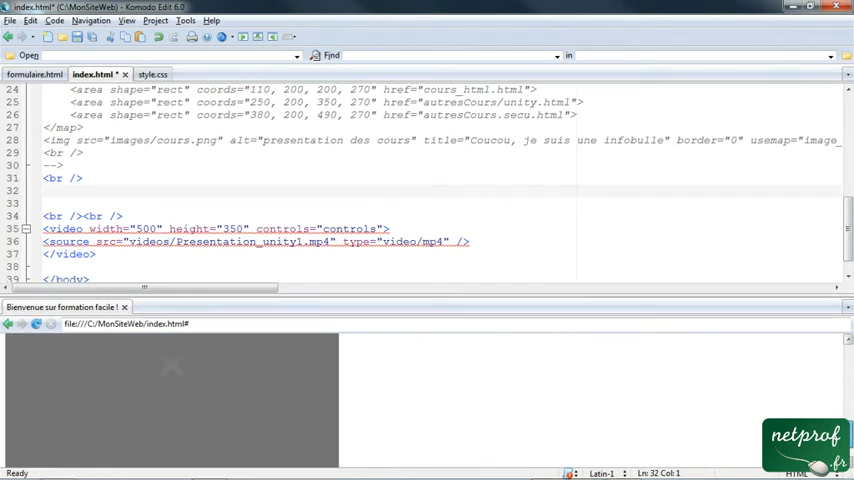 index.html* - Komodo Edit 6.0
File Edit Code Navigation View Project Tools Help
Open Find in
formulaire.html index.html * style.css
24 <area shape="rect" coords="110, 200, 200, 270" href="cours_html.html">
25 <area shape="rect" coords="250, 200, 350, 270" href="autresCours/unity.html">
26 <area shape="rect" coords="380, 200, 490, 270" href="autresCours.secu.html">
27 </map>
28 <img src="images/cours.png" alt="presentation des cours" title="Coucou, je suis une infobulle" border="0" usemap="image_
29 <br />
30 -->
31 <br />
32
33
34 <br /><br />
35 <video width="500" height="350" controls="controls">
36 <source src="videos/Presentation_unity1.mp4" type="video/mp4" />
37 </video>
38
39 </body>
Bienvenue sur formation facile !
file:///C:/MonSiteWeb/index.html#
netprof
.fr
Ready Latin-1 Ln: 32 Col: 1 HTML